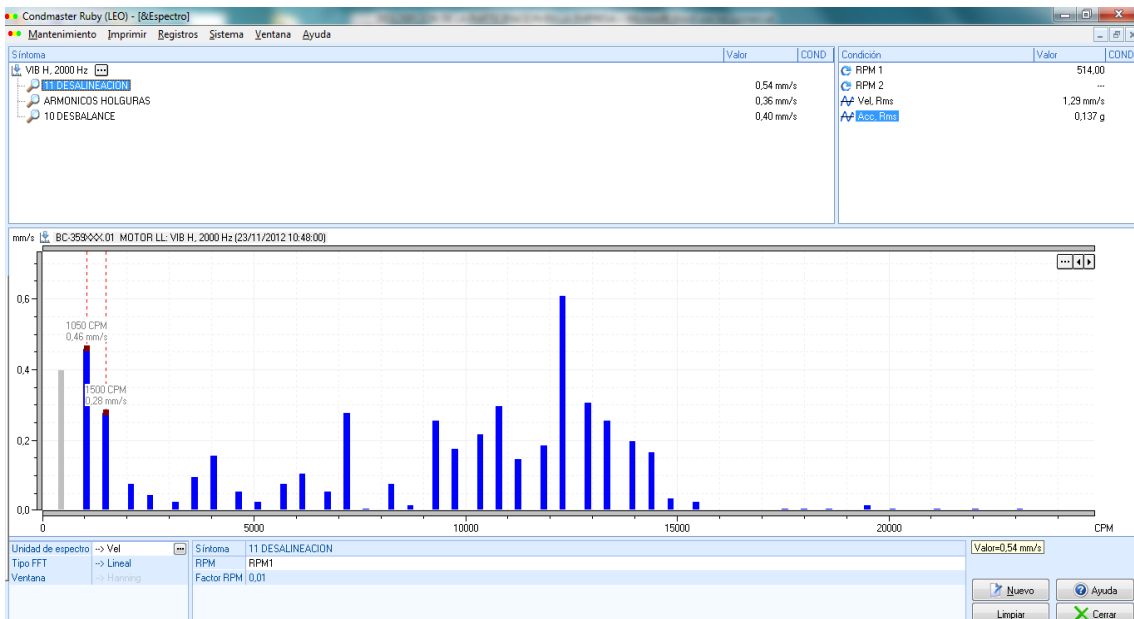 Condmaster Ruby (LEO) - [&Espectro]
Mantenimiento Imprimir Registros Sistema Ventana Ayuda
Síntoma Valor COND
VIB H, 2000 Hz ...
11 DESALINEACION 0,54 mm/s
ARMONICOS HOLGURAS 0,36 mm/s
10 DESBALANCE 0,40 mm/s
Condición Valor COND
RPM 1 514,00
RPM 2 ---
Vel, Rms 1,29 mm/s
Acc, Rms 0,137 g
mm/s BC-359XXX.01 MOTOR LL: VIB H, 2000 Hz (23/11/2012 10:48:00)
0,6
1050 CPM
0,46 mm/s
0,4
1500 CPM
0,28 mm/s
0,2
0,0
0 5000 10000 15000 20000 CPM
Unidad de espectro --> Vel ...
Tipo FFT --> Lineal
Ventana --> Hanning
Síntoma 11 DESALINEACION
RPM RPM1
Factor RPM 0,01
Valor=0,54 mm/s
Nuevo Ayuda
Limpiar Cerrar